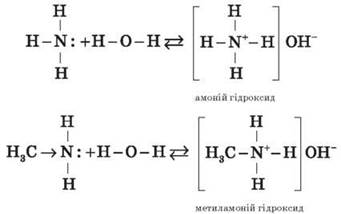 H H
H–N: + H–O–H ⇄ [H–N⁺–H] OH⁻
H H
амоній гідроксид
H H
H₃C→N: + H–O–H ⇄ [H₃C–N⁺–H] OH⁻
H H
метиламоній гідроксид